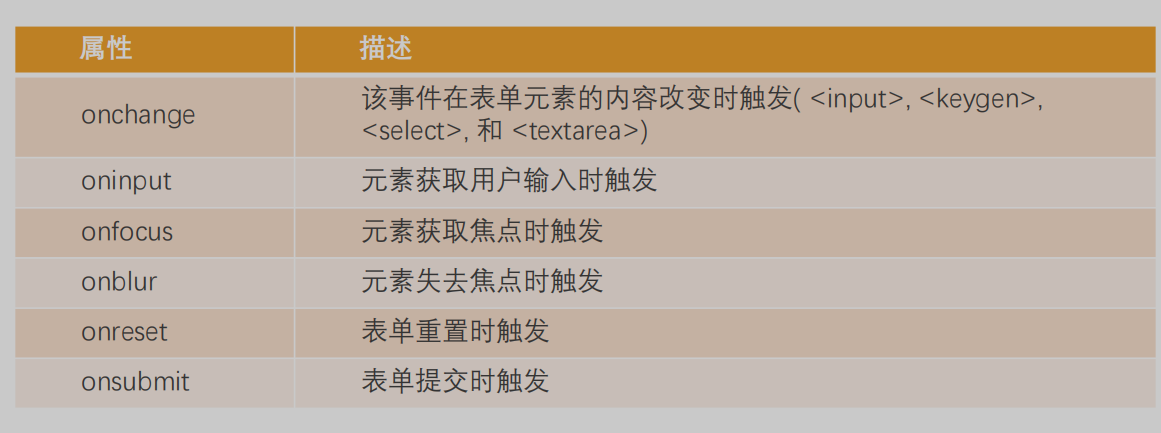 属性 描述
onchange
该事件在表单元素的内容改变时触发( <input>, <keygen>,
<select>, 和 <textarea>)
oninput 元素获取用户输入时触发
onfocus 元素获取焦点时触发
onblur 元素失去焦点时触发
onreset 表单重置时触发
onsubmit 表单提交时触发